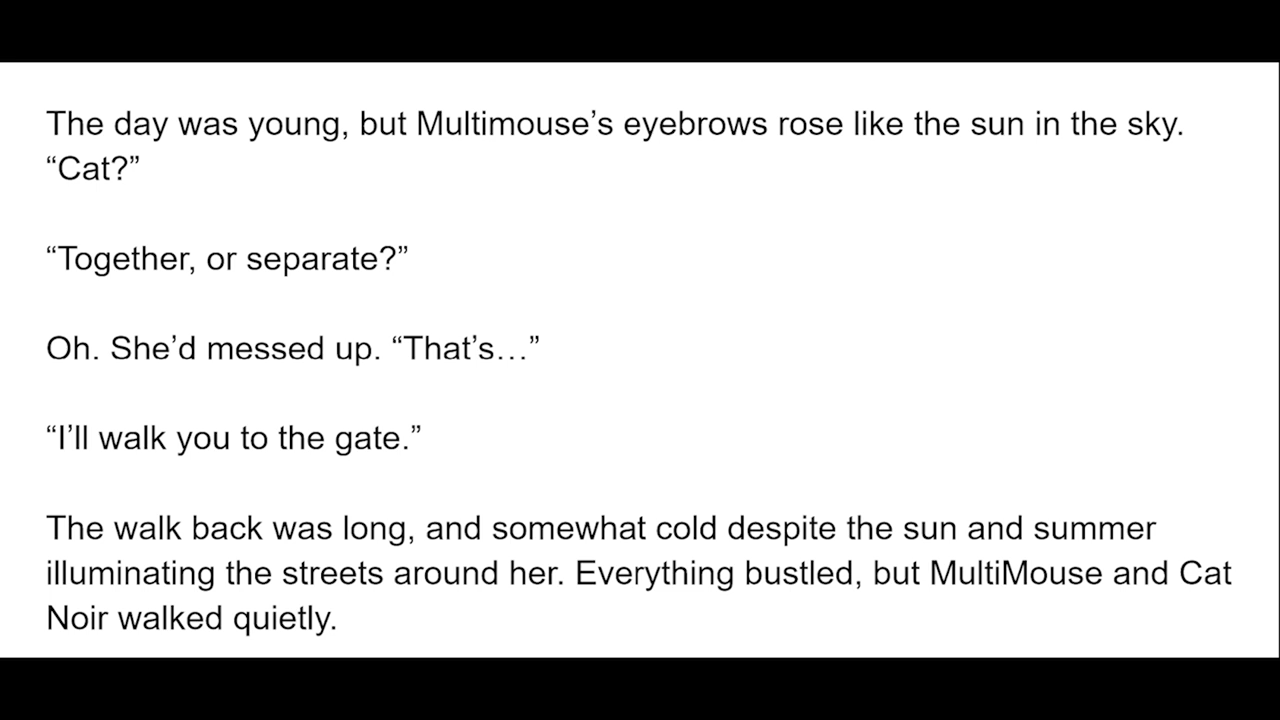 The day was young, but Multimouse’s eyebrows rose like the sun in the sky.
“Cat?”
“Together, or separate?”
Oh. She’d messed up. “That’s…”
“I’ll walk you to the gate.”
The walk back was long, and somewhat cold despite the sun and summer
illuminating the streets around her. Everything bustled, but MultiMouse and Cat
Noir walked quietly.